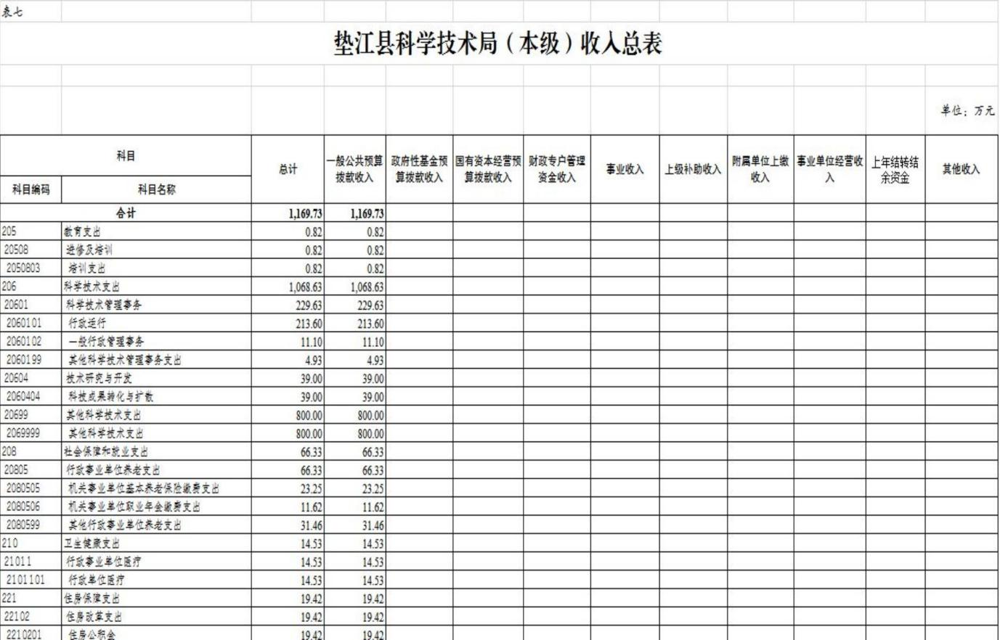 表七
垫江县科学技术局（本级）收入总表
单位：万元
科目 总计 一般公共预算拨款收入 政府性基金预算拨款收入 国有资本经营预算拨款收入 财政专户管理资金收入 事业收入 上级补助收入 附属单位上缴收入 事业单位经营收入 上年结转结余资金 其他收入
科目编码 科目名称
合计 1,169.73 1,169.73
205 教育支出 0.82 0.82
20508 进修及培训 0.82 0.82
2050803 培训支出 0.82 0.82
206 科学技术支出 1,068.63 1,068.63
20601 科学技术管理事务 229.63 229.63
2060101 行政运行 213.60 213.60
2060102 一般行政管理事务 11.10 11.10
2060199 其他科学技术管理事务支出 4.93 4.93
20604 技术研究与开发 39.00 39.00
2060404 科技成果转化与扩散 39.00 39.00
20699 其他科学技术支出 800.00 800.00
2069999 其他科学技术支出 800.00 800.00
208 社会保障和就业支出 66.33 66.33
20805 行政事业单位养老支出 66.33 66.33
2080505 机关事业单位基本养老保险缴费支出 23.25 23.25
2080506 机关事业单位职业年金缴费支出 11.62 11.62
2080599 其他行政事业单位养老支出 31.46 31.46
210 卫生健康支出 14.53 14.53
21011 行政事业单位医疗 14.53 14.53
2101101 行政单位医疗 14.53 14.53
221 住房保障支出 19.42 19.42
22102 住房改革支出 19.42 19.42
2210201 住房公积金 19.42 19.42